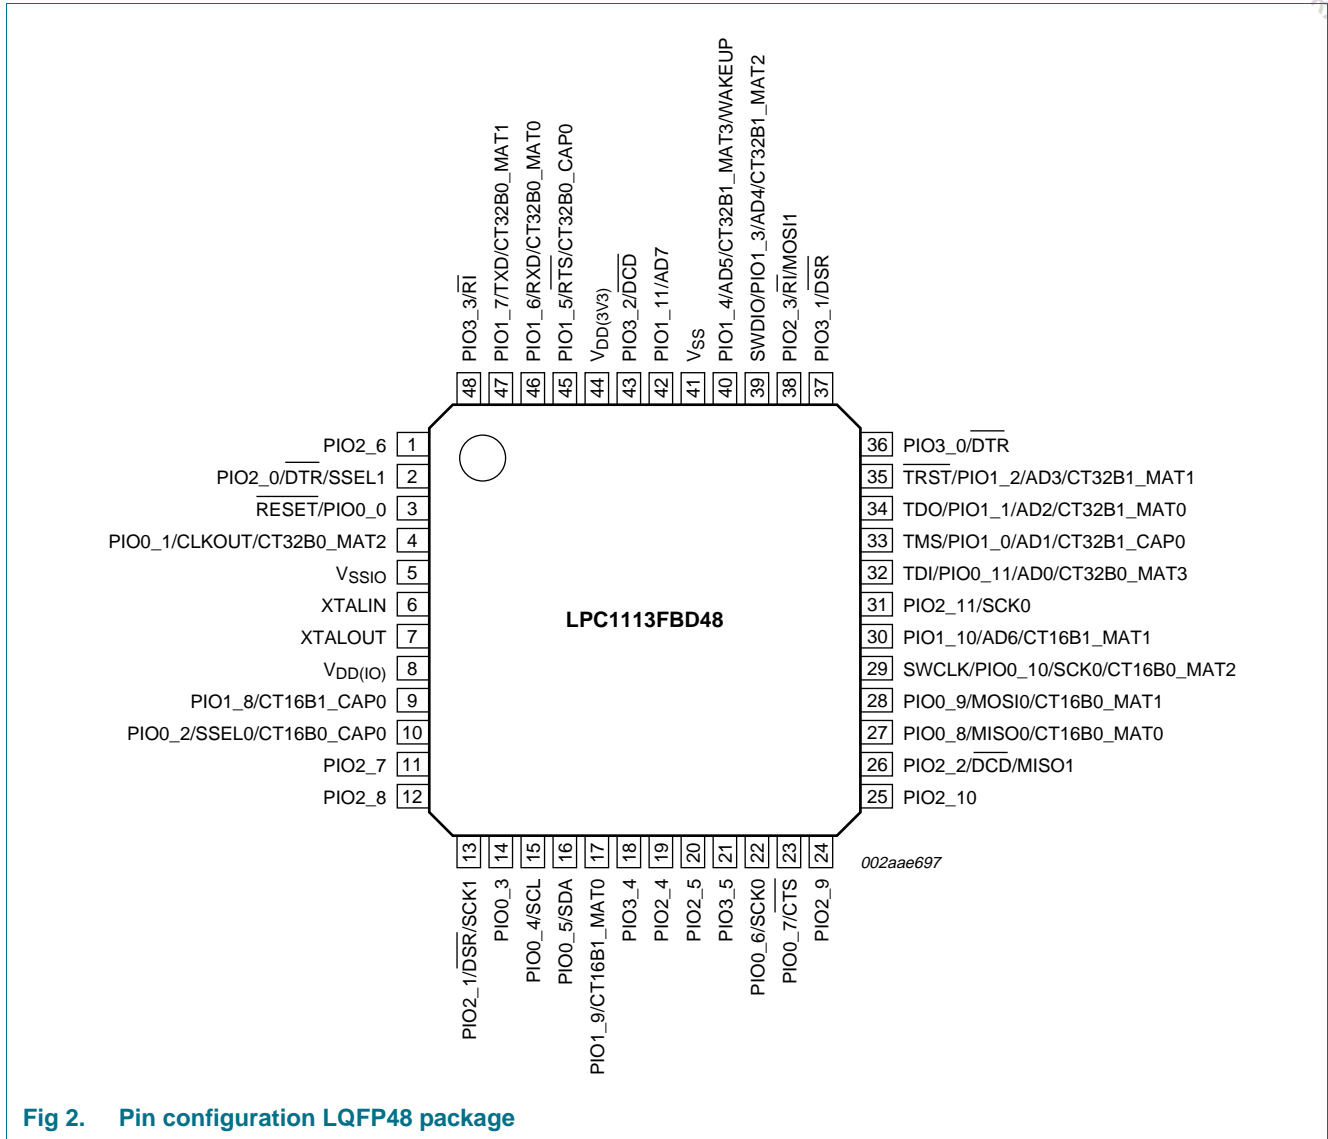 PIO3_3/RI
PIO1_7/TXD/CT32B0_MAT1
PIO1_6/RXD/CT32B0_MAT0
PIO1_5/RTS/CT32B0_CAP0
VDD(3V3)
PIO3_2/DCD
PIO1_11/AD7
VSS
PIO1_4/AD5/CT32B1_MAT3/WAKEUP
SWDIO/PIO1_3/AD4/CT32B1_MAT2
PIO2_3/RI/MOSI1
PIO3_1/DSR
48 47 46 45 44 43 42 41 40 39 38 37
PIO2_6 1
PIO2_0/DTR/SSEL1 2
RESET/PIO0_0 3
PIO0_1/CLKOUT/CT32B0_MAT2 4
VSSIO 5
XTALIN 6
XTALOUT 7
VDD(IO) 8
PIO1_8/CT16B1_CAP0 9
PIO0_2/SSEL0/CT16B0_CAP0 10
PIO2_7 11
PIO2_8 12
LPC1113FBD48
36 PIO3_0/DTR
35 TRST/PIO1_2/AD3/CT32B1_MAT1
34 TDO/PIO1_1/AD2/CT32B1_MAT0
33 TMS/PIO1_0/AD1/CT32B1_CAP0
32 TDI/PIO0_11/AD0/CT32B0_MAT3
31 PIO2_11/SCK0
30 PIO1_10/AD6/CT16B1_MAT1
29 SWCLK/PIO0_10/SCK0/CT16B0_MAT2
28 PIO0_9/MOSI0/CT16B0_MAT1
27 PIO0_8/MISO0/CT16B0_MAT0
26 PIO2_2/DCD/MISO1
25 PIO2_10
13 14 15 16 17 18 19 20 21 22 23 24
PIO2_1/DSR/SCK1
PIO0_3
PIO0_4/SCL
PIO0_5/SDA
PIO1_9/CT16B1_MAT0
PIO3_4
PIO2_4
PIO2_5
PIO3_5
PIO0_6/SCK0
PIO0_7/CTS
PIO2_9
002aae697
Fig 2. Pin configuration LQFP48 package